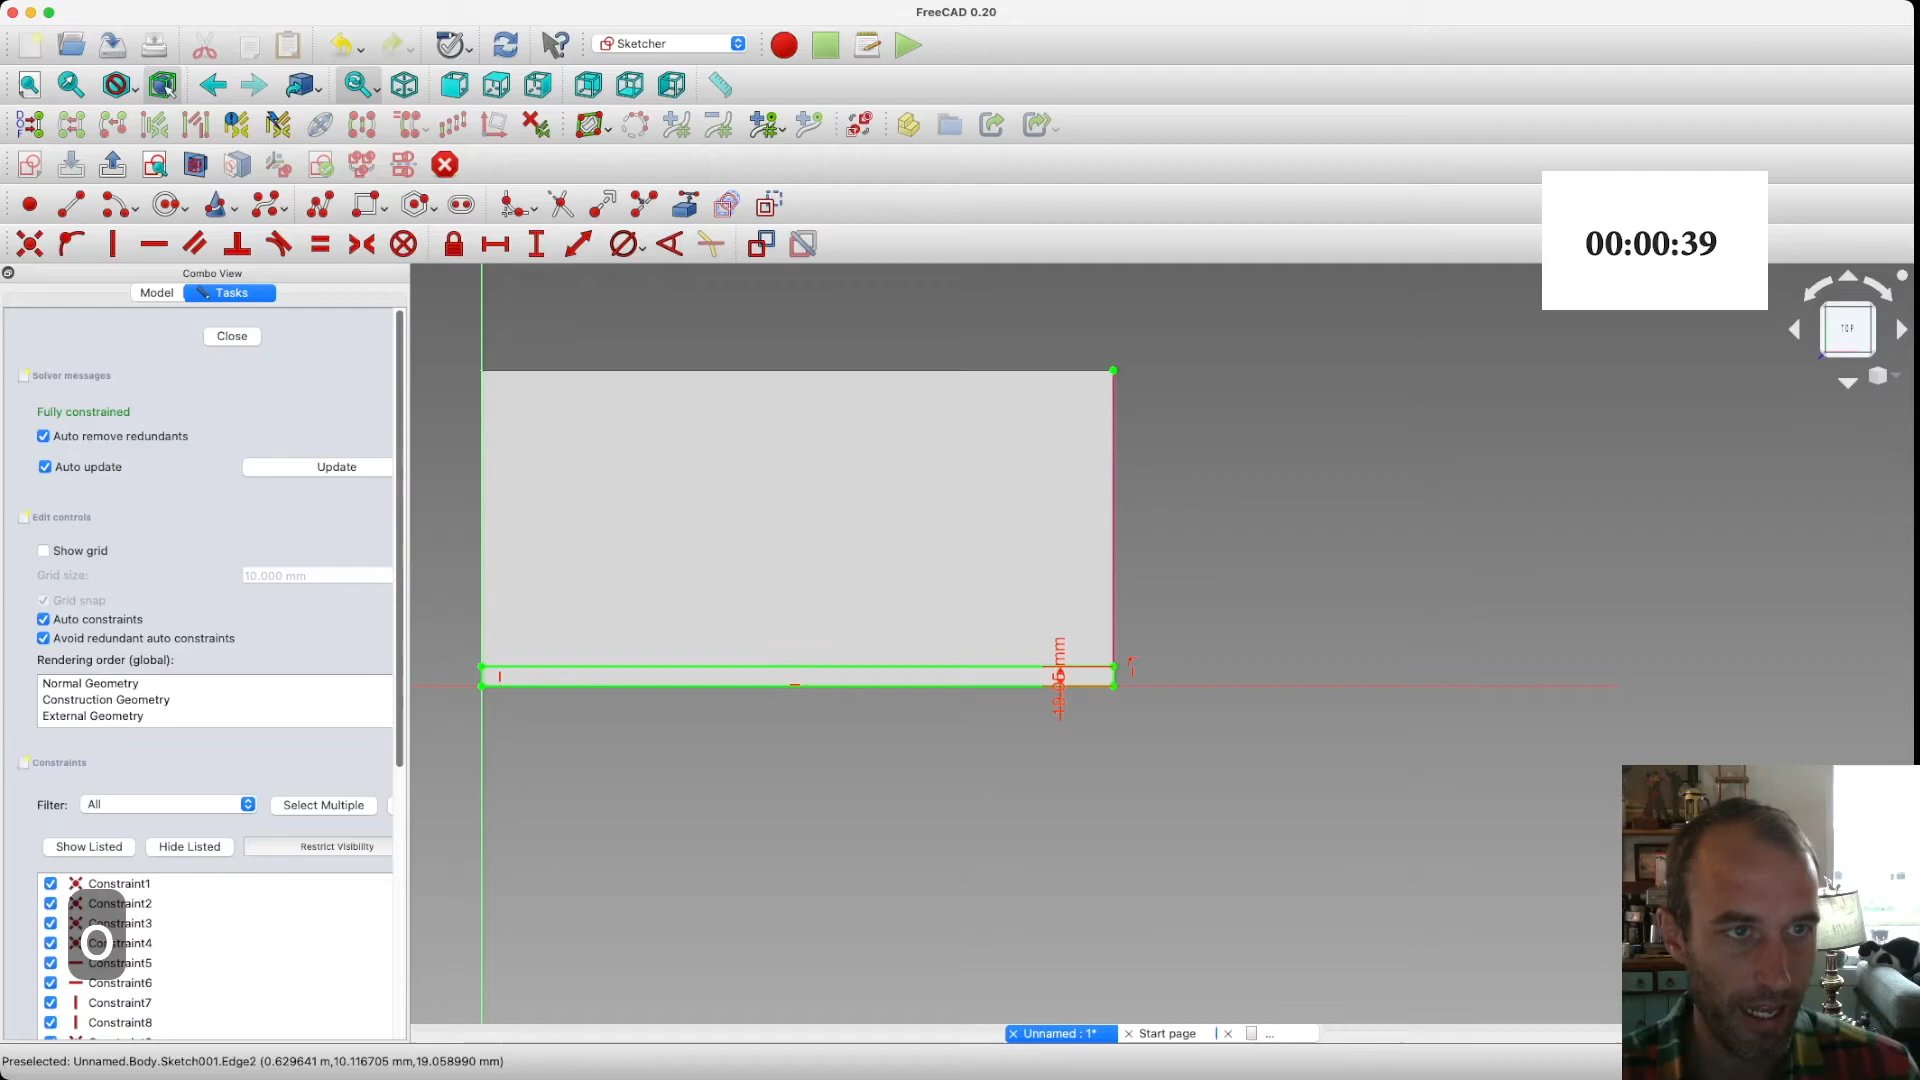 FreeCAD 0.20
Sketcher
00:00:39
Combo View
Model
Tasks
TOP
Close
Solver messages
Fully constrained
Auto remove redundants
Auto update
Update
Edit controls
Show grid
Grid size:
10.000 mm
Grid snap
Auto constraints
Avoid redundant auto constraints
Rendering order (global):
Normal Geometry
Construction Geometry
External Geometry
Constraints
Filter:
All
Select Multiple
Show Listed
Hide Listed
Restrict Visibility
Constraint1
Constraint2
Constraint3
Constraint4
Constraint5
Constraint6
Constraint7
Constraint8
O
Unnamed : 1*
Start page
...
Preselected: Unnamed.Body.Sketch001.Edge2 (0.629641 m,10.116705 mm,19.058990 mm)